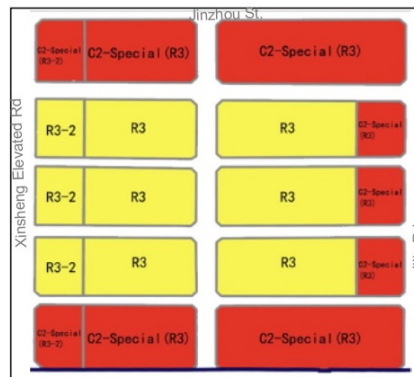 Jinzhou St.
C2-Special
(R3-2)
C2-Special(R3)
C2-Special(R3)
Xinsheng Elevated Rd
R3-2
R3
R3
C2-Special
(R3)
R3-2
R3
R3
C2-Special
(R3)
R3-2
R3
R3
C2-Special
(R3)
C2-Special
(R3-2)
C2-Special(R3)
C2-Special(R3)